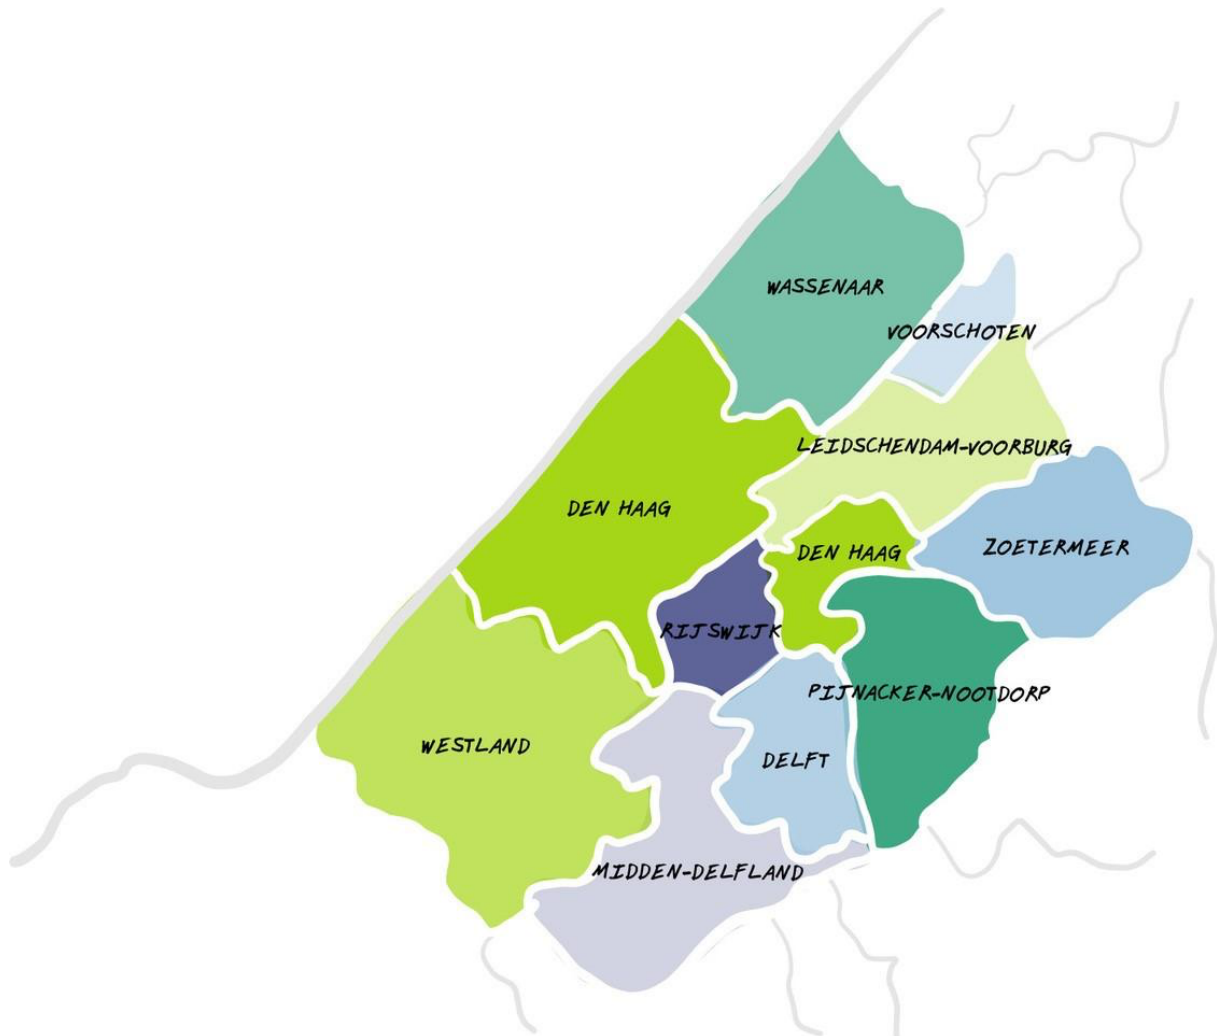 WASSENAAR
VOORSCHOTEN
LEIDSCHENDAM-VOORBURG
DEN HAAG
DEN HAAG
ZOETERMEER
RIJSWIJK
PIJNACKER-NOOTDORP
WESTLAND
DELFT
MIDDEN-DELFLAND